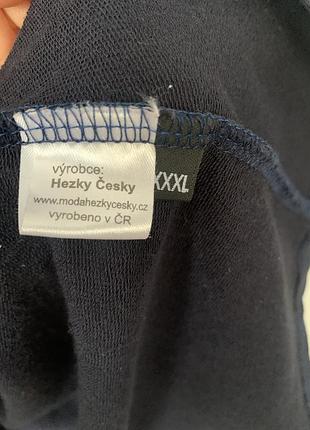 výrobce:
Hezky Česky
www.modahezkycesky.cz
vyrobeno v ČR
XXXL